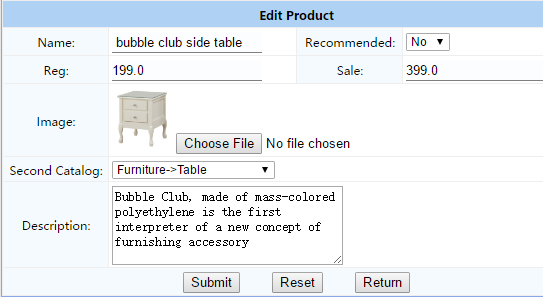 Edit Product
Name: bubble club side table Recommended: No
Reg: 199.0 Sale: 399.0
Image: Choose File No file chosen
Second Catalog: Furniture->Table
Description: Bubble Club, made of mass-colored
polyethylene is the first
interpreter of a new concept of
furnishing accessory
Submit Reset Return